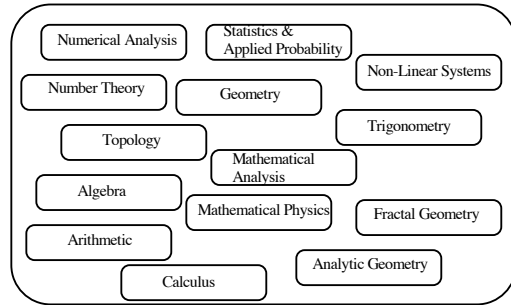 Numerical Analysis
Statistics &
Applied Probability
Non-Linear Systems
Number Theory
Geometry
Trigonometry
Topology
Mathematical
Analysis
Algebra
Mathematical Physics
Fractal Geometry
Arithmetic
Analytic Geometry
Calculus